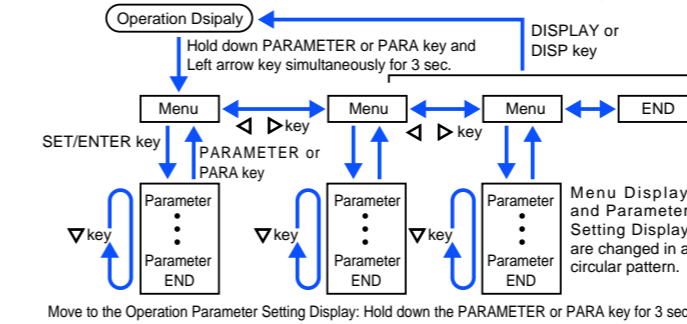 Operation Dsipaly
DISPLAY or
DISP key
Hold down PARAMETER or PARA key and
Left arrow key simultaneously for 3 sec.
Menu
Menu
Menu
END
key
key
SET/ENTER key
PARAMETER or
PARA key
Parameter
Parameter
END
key
Parameter
Parameter
END
key
Parameter
Parameter
END
key
Menu Display
and Parameter
Setting Display
are changed in a
circular pattern.
Move to the Operation Parameter Setting Display: Hold down the PARAMETER or PARA key for 3 sec